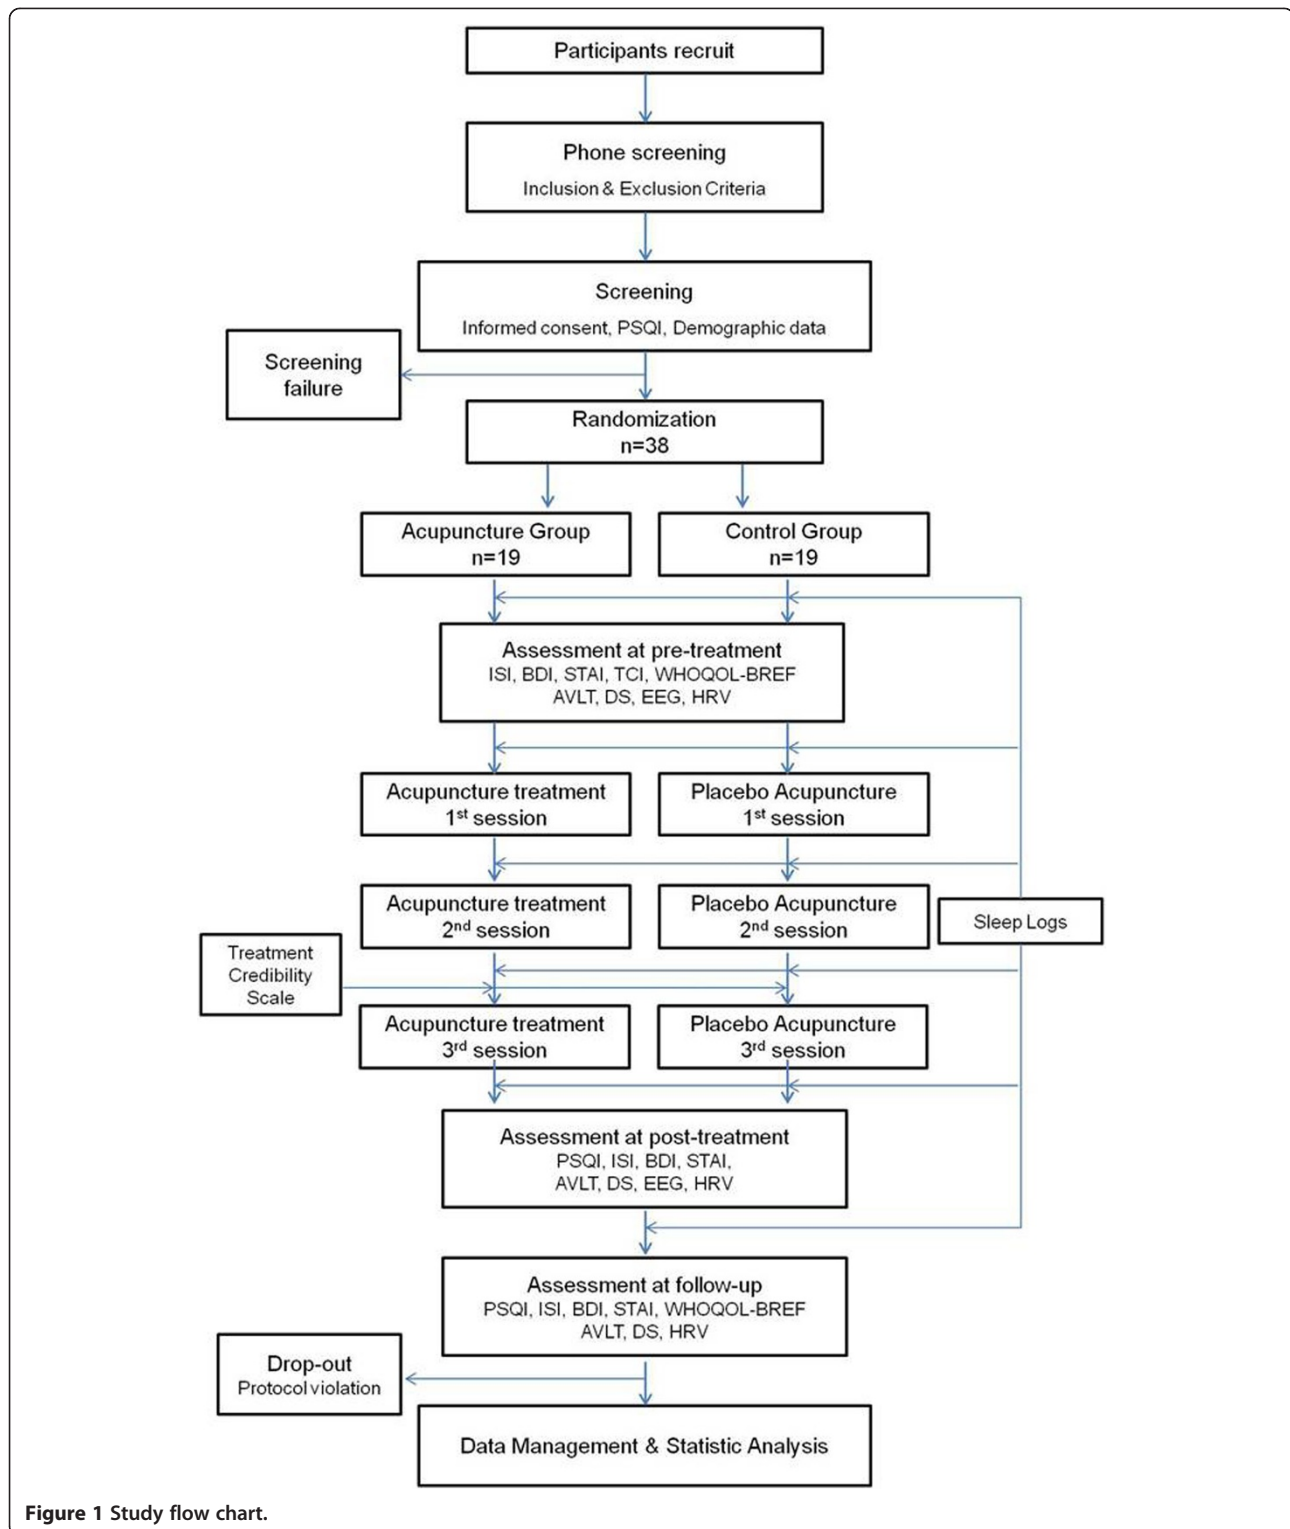 Participants recruit
Phone screening
Inclusion & Exclusion Criteria
Screening
Informed consent, PSQI, Demographic data
Screening
failure
Randomization
n=38
Acupuncture Group
n=19
Control Group
n=19
Assessment at pre-treatment
ISI, BDI, STAI, TCI, WHOQOL-BREF
AVLT, DS, EEG, HRV
Acupuncture treatment
1st session
Placebo Acupuncture
1st session
Acupuncture treatment
2nd session
Placebo Acupuncture
2nd session
Sleep Logs
Treatment
Credibility
Scale
Acupuncture treatment
3rd session
Placebo Acupuncture
3rd session
Assessment at post-treatment
PSQI, ISI, BDI, STAI,
AVLT, DS, EEG, HRV
Assessment at follow-up
PSQI, ISI, BDI, STAI, WHOQOL-BREF
AVLT, DS, HRV
Drop-out
Protocol violation
Data Management & Statistic Analysis
Figure 1 Study flow chart.